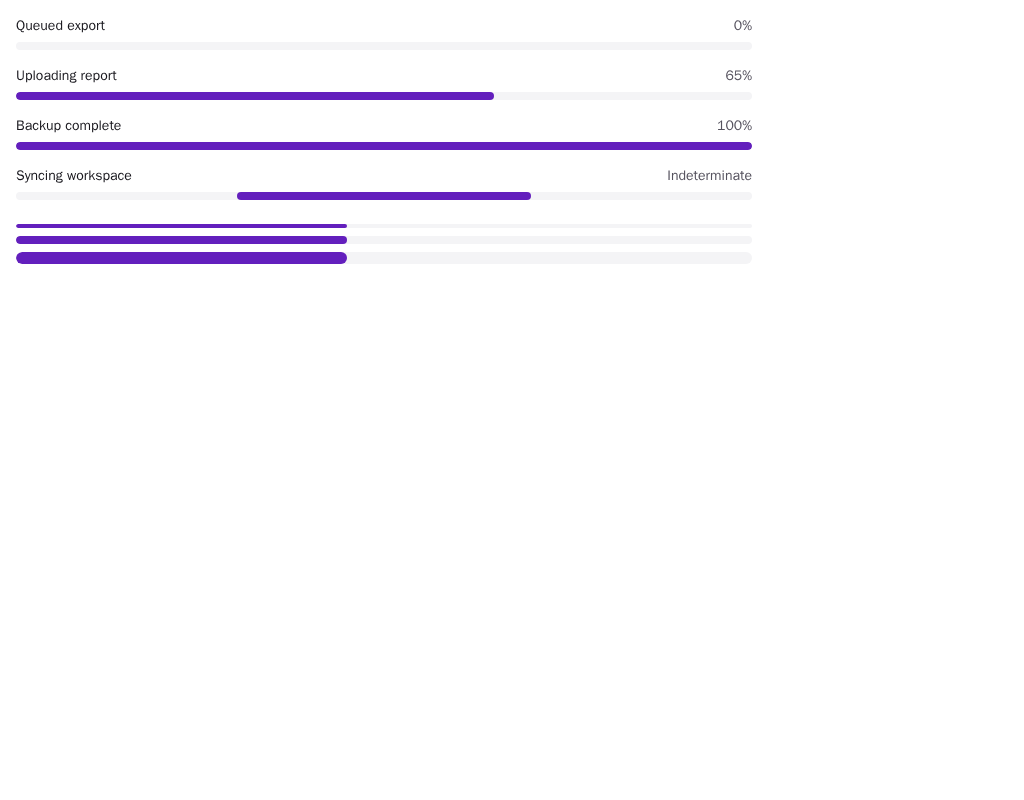 Queued export 0%
Uploading report 65%
Backup complete 100%
Syncing workspace Indeterminate